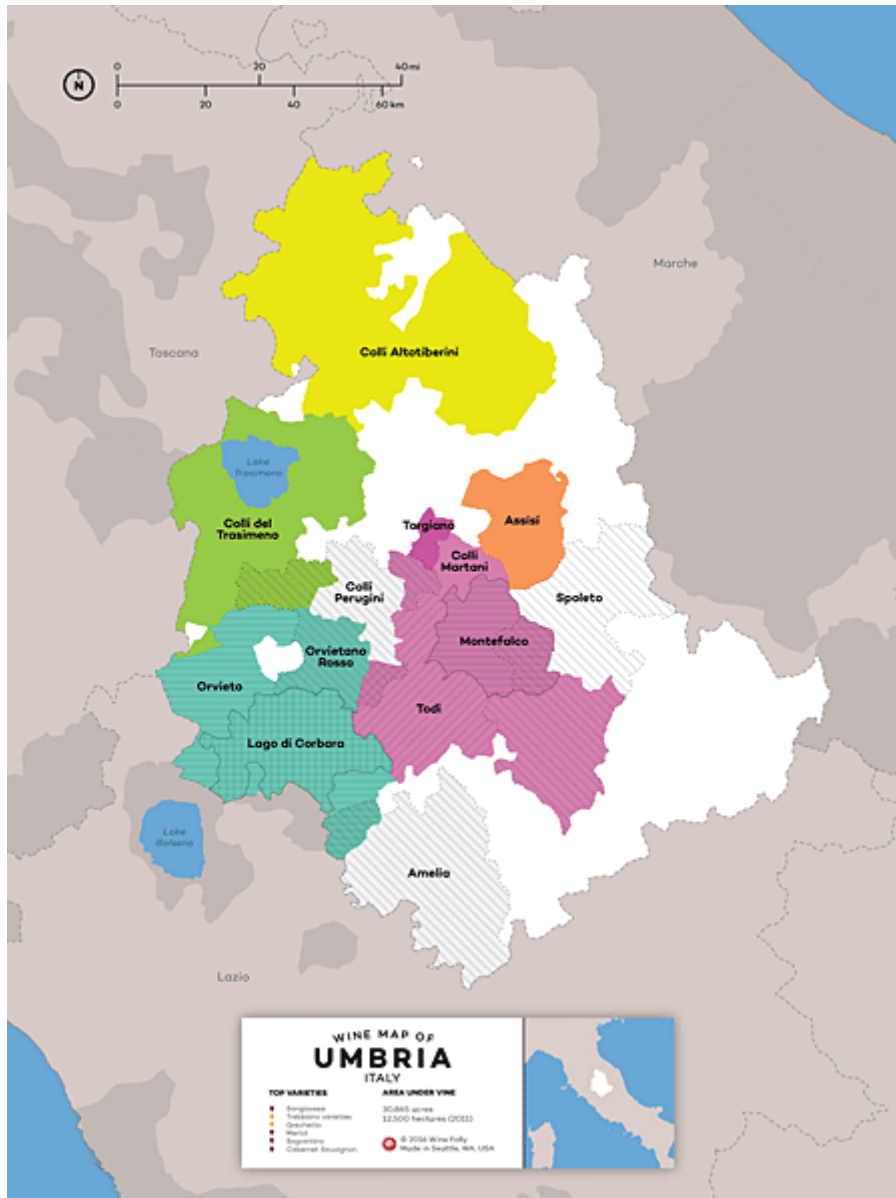 0 20 40 mi
N
0 20 40 60 km
Marche
Toscana
Colli Altotiberini
Lake
Trasimeno
Colli del
Trasimeno
Torgiano
Assisi
Colli
Martani
Colli
Perugini
Spoleto
Montefalco
Orvietano
Rosso
Orvieto
Todi
Lago di Corbara
Lake
Bolsena
Amelia
Lazio
WINE MAP OF
UMBRIA
ITALY
TOP VARIETIES
Sangiovese
Trebbiano varieties
Grechetto
Merlot
Sagrantino
Cabernet Sauvignon
AREA UNDER VINE
30,865 acres
12,500 hectares (2011)
© 2016 Wine Folly
Made in Seattle, WA, USA